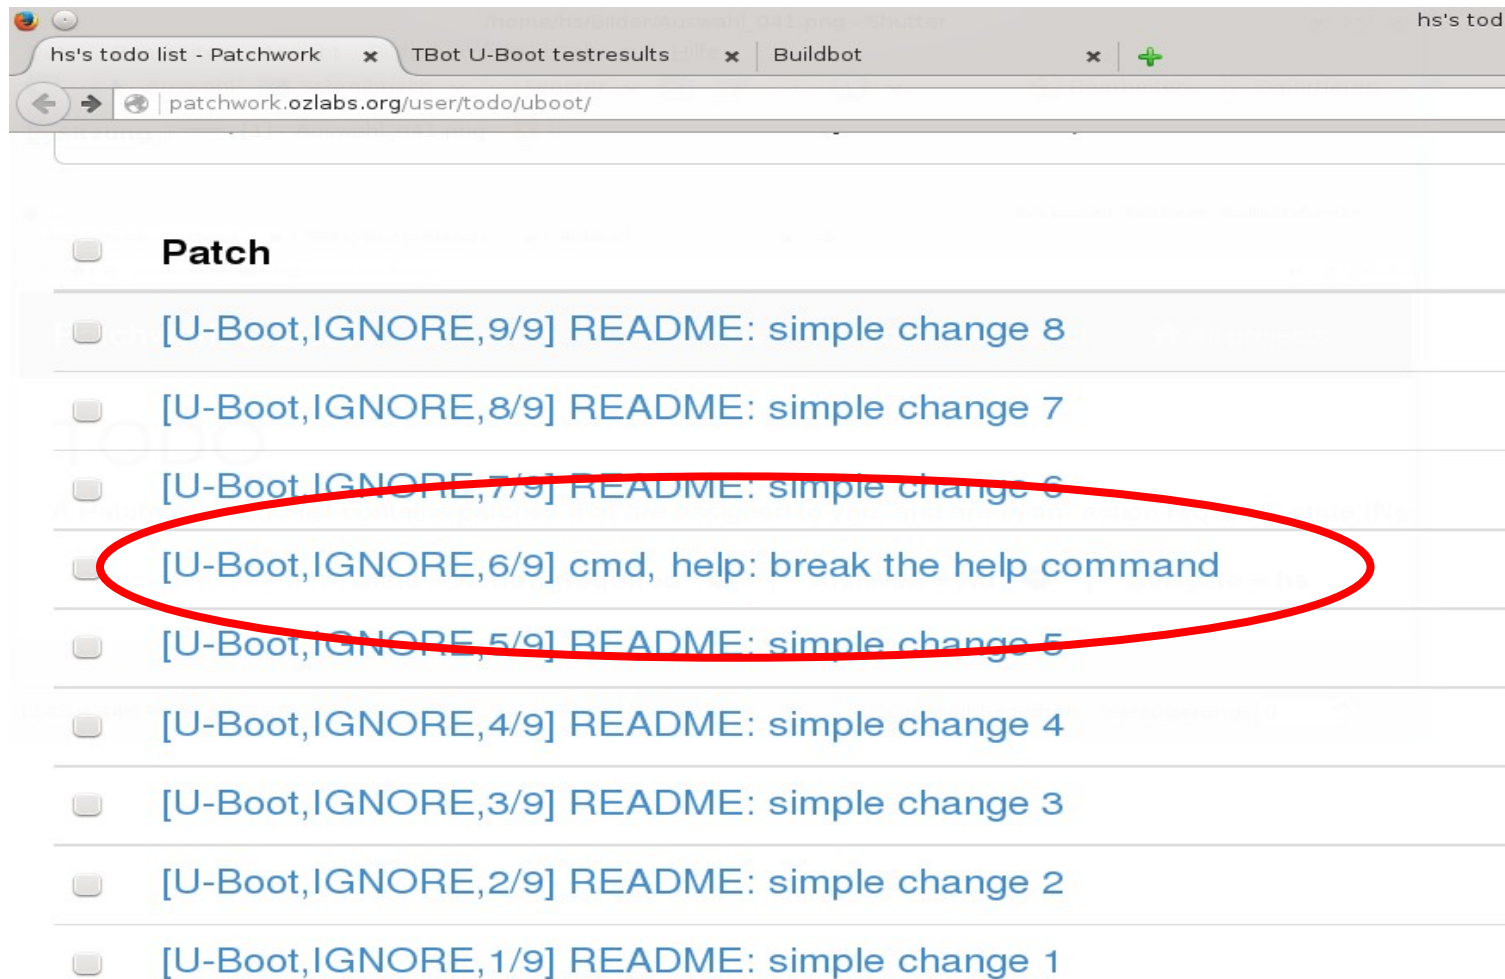 hs's tod
hs's todo list - Patchwork
TBot U-Boot testresults
Buildbot
patchwork.ozlabs.org/user/todo/uboot/
Patch
[U-Boot,IGNORE,9/9] README: simple change 8
[U-Boot,IGNORE,8/9] README: simple change 7
TODO
[U-Boot,IGNORE,7/9] README: simple change 6
[U-Boot,IGNORE,6/9] cmd, help: break the help command
[U-Boot,IGNORE,5/9] README: simple change 5
[U-Boot,IGNORE,4/9] README: simple change 4
[U-Boot,IGNORE,3/9] README: simple change 3
[U-Boot,IGNORE,2/9] README: simple change 2
[U-Boot,IGNORE,1/9] README: simple change 1